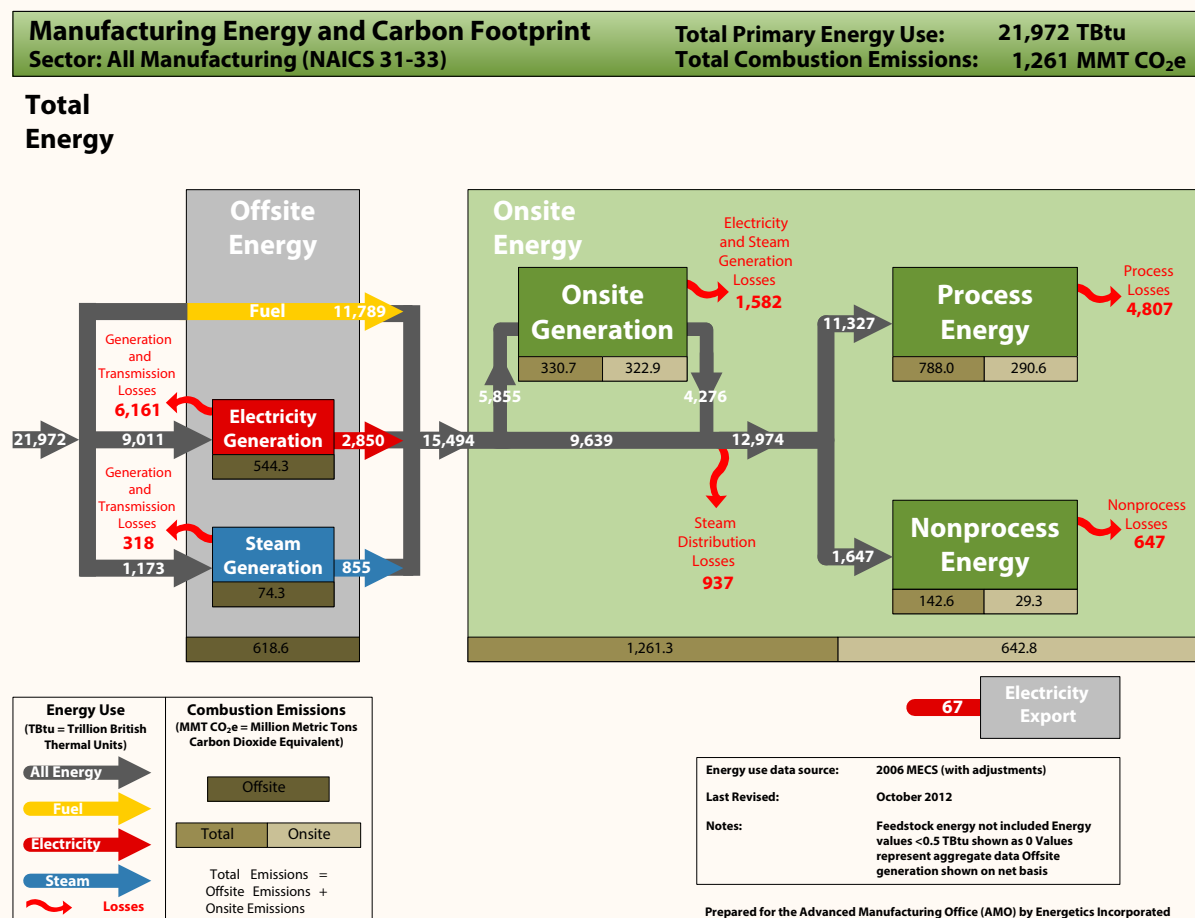 Manufacturing Energy and Carbon Footprint
Sector: All Manufacturing (NAICS 31-33)
Total Primary Energy Use: 21,972 TBtu
Total Combustion Emissions: 1,261 MMT CO₂e
Total
Energy
Offsite
Energy
Fuel 11,789
Generation
and
Transmission
Losses
6,161
21,972
9,011
Electricity
Generation
544.3
2,850
Generation
and
Transmission
Losses
318
1,173
Steam
Generation
74.3
855
618.6
15,494
Onsite
Energy
Onsite
Generation
330.7 322.9
Electricity
and Steam
Generation
Losses
1,582
5,855
4,276
9,639
12,974
Steam
Distribution
Losses
937
11,327
Process
Energy
788.0 290.6
Process
Losses
4,807
1,647
Nonprocess
Energy
142.6 29.3
Nonprocess
Losses
647
1,261.3 642.8
67
Electricity
Export
Energy Use
(TBtu = Trillion British
Thermal Units)
All Energy
Fuel
Electricity
Steam
Losses
Combustion Emissions
(MMT CO₂e = Million Metric Tons
Carbon Dioxide Equivalent)
Offsite
Total Onsite
Total Emissions =
Offsite Emissions +
Onsite Emissions
Energy use data source: 2006 MECS (with adjustments)
Last Revised: October 2012
Notes: Feedstock energy not included Energy
values <0.5 TBtu shown as 0 Values
represent aggregate data Offsite
generation shown on net basis
Prepared for the Advanced Manufacturing Office (AMO) by Energetics Incorporated